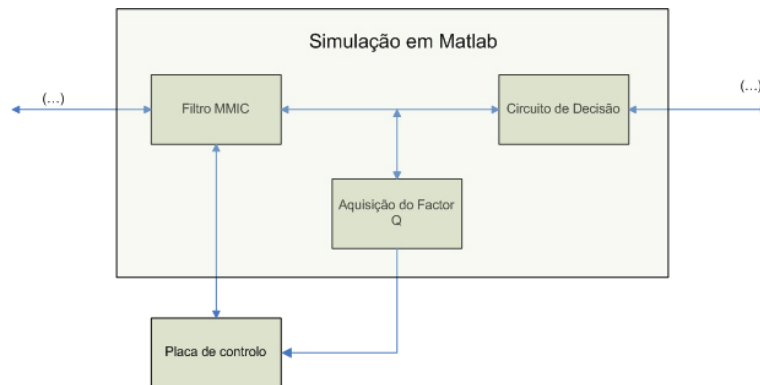 Simulação em Matlab
(...)
(...)
Filtro MMIC
Circuito de Decisão
Aquisição do Factor
Q
Placa de controlo